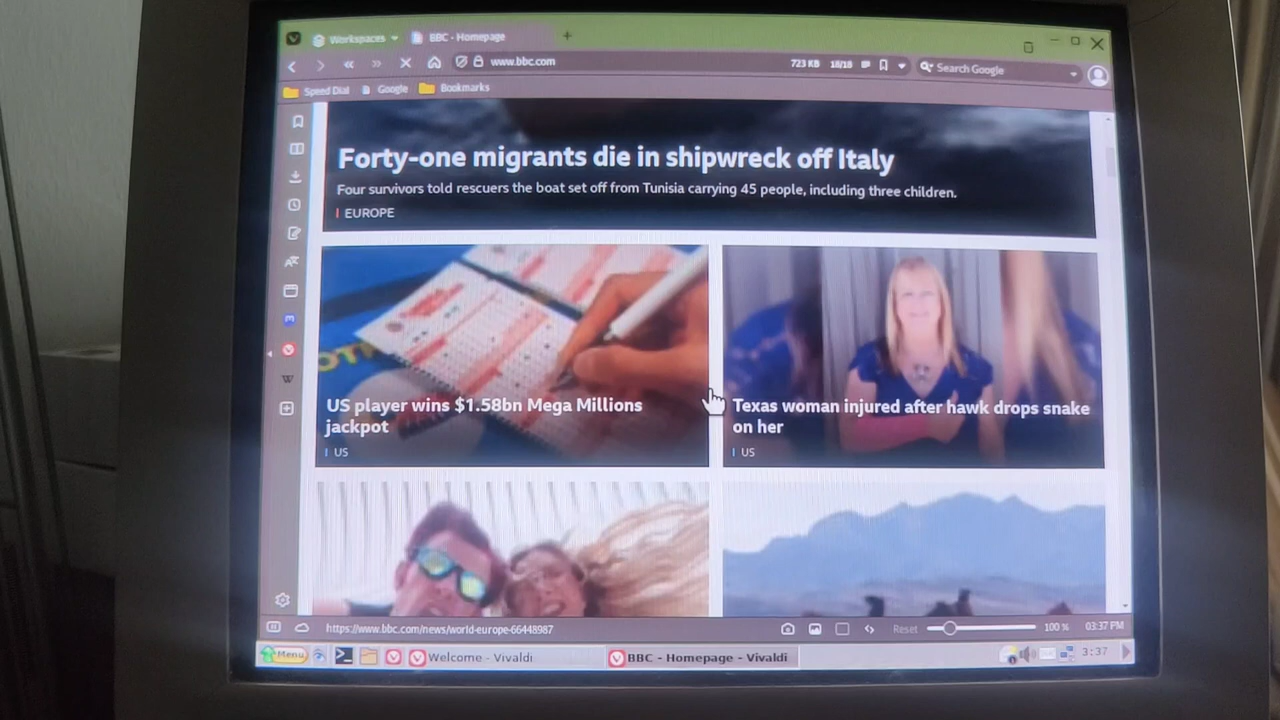 Workspaces
BBC - Homepage
www.bbc.com
723 KB
18/18
Search Google
Speed Dial
Google
Bookmarks
Forty-one migrants die in shipwreck off Italy
Four survivors told rescuers the boat set off from Tunisia carrying 45 people, including three children.
EUROPE
US player wins $1.58bn Mega Millions
jackpot
US
Texas woman injured after hawk drops snake
on her
US
https://www.bbc.com/news/world-europe-66448987
Reset
100 %
03:37 PM
Menu
Welcome - Vivaldi
BBC - Homepage - Vivaldi
3:37